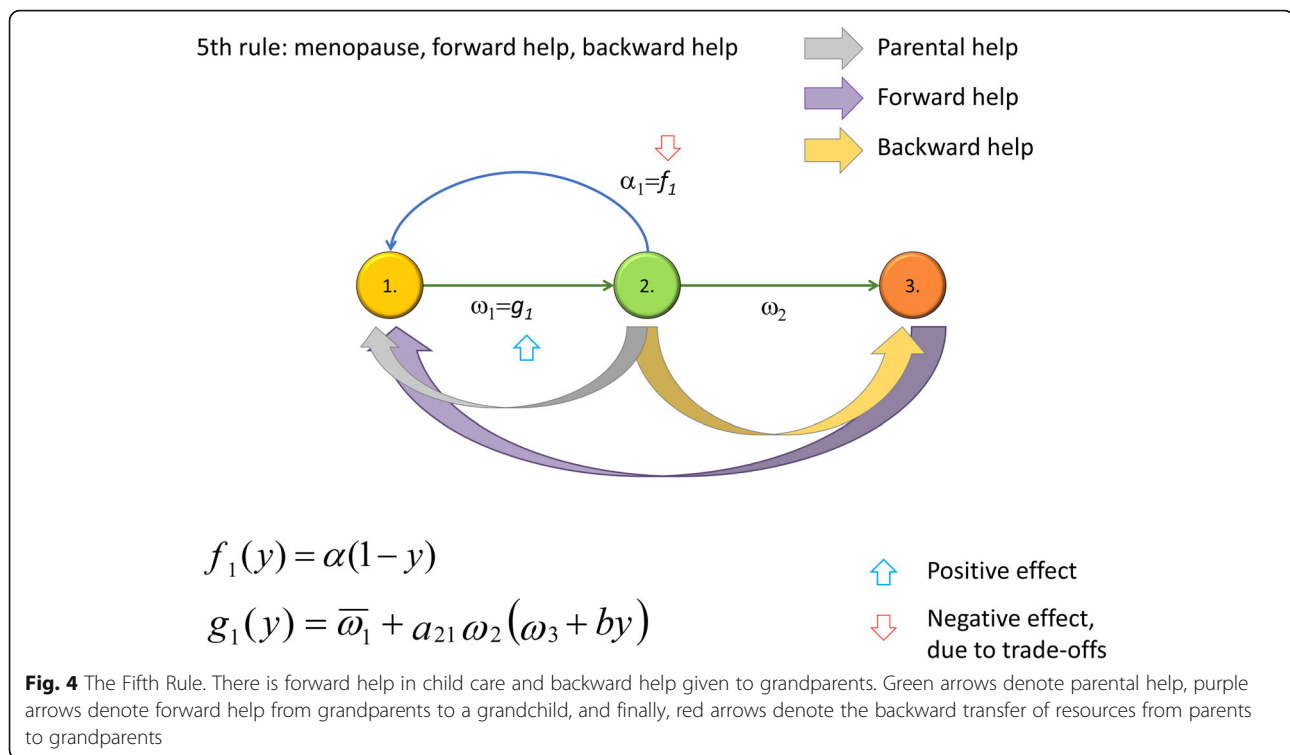 5th rule: menopause, forward help, backward help
Parental help
Forward help
Backward help
α₁=f₁
1.
2.
3.
ω₁=g₁
ω₂
f₁(y) = α(1 − y)
g₁(y) = ω̅₁ + a₂₁ω₂(ω₃ + by)
Positive effect
Negative effect,
due to trade-offs
Fig. 4 The Fifth Rule. There is forward help in child care and backward help given to grandparents. Green arrows denote parental help, purple
arrows denote forward help from grandparents to a grandchild, and finally, red arrows denote the backward transfer of resources from parents
to grandparents